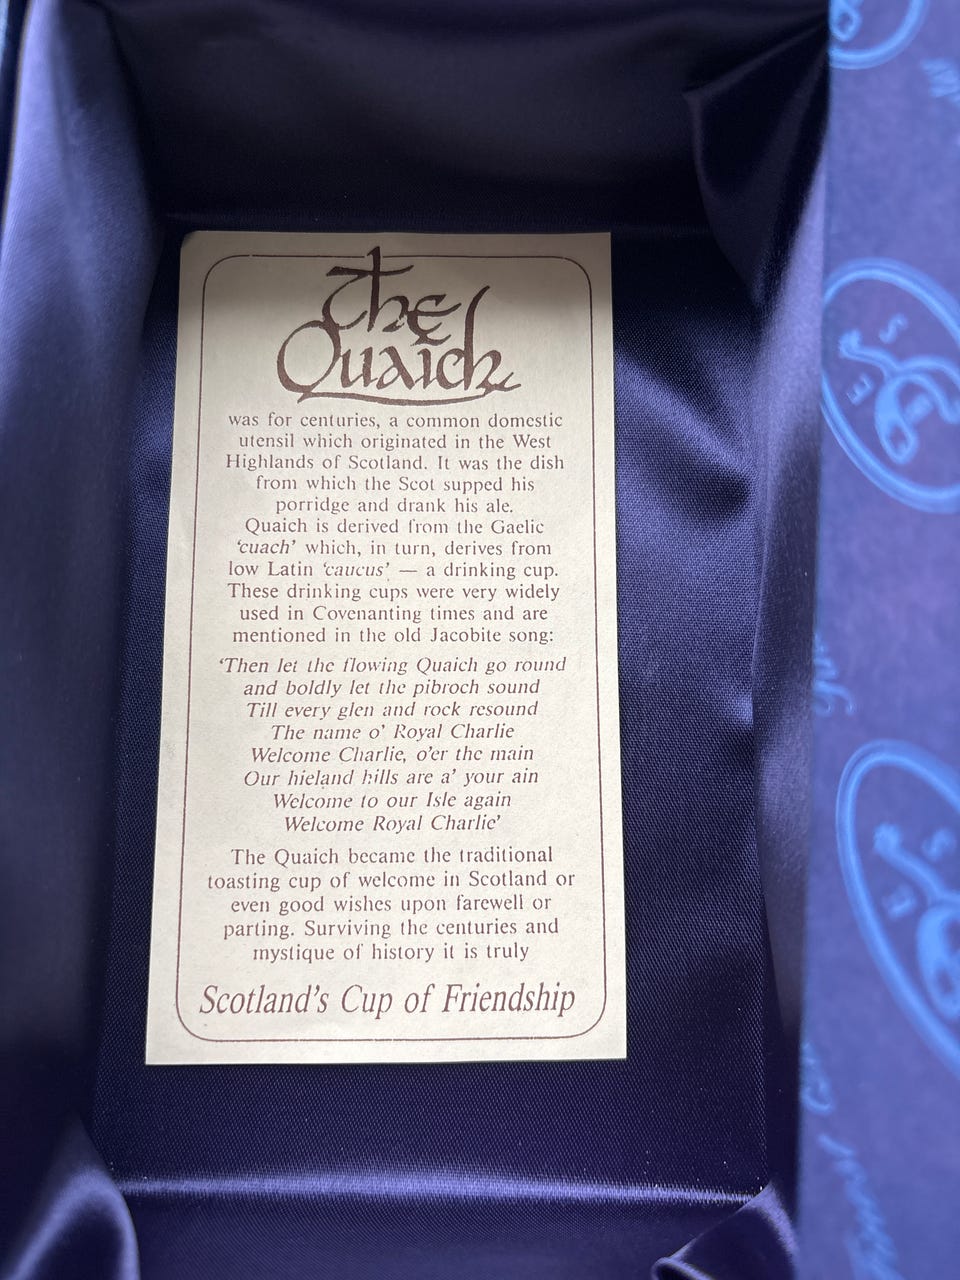 The
Quaich
was for centuries, a common domestic
utensil which originated in the West
Highlands of Scotland. It was the dish
from which the Scot supped his
porridge and drank his ale.
Quaich is derived from the Gaelic
'cuach' which, in turn, derives from
low Latin 'caucus' — a drinking cup.
These drinking cups were very widely
used in Covenanting times and are
mentioned in the old Jacobite song:
'Then let the flowing Quaich go round
and boldly let the pibroch sound
Till every glen and rock resound
The name o' Royal Charlie
Welcome Charlie, o'er the main
Our hieland hills are a' your ain
Welcome to our Isle again
Welcome Royal Charlie'
The Quaich became the traditional
toasting cup of welcome in Scotland or
even good wishes upon farewell or
parting. Surviving the centuries and
mystique of history it is truly
Scotland's Cup of Friendship
S
E
S
E